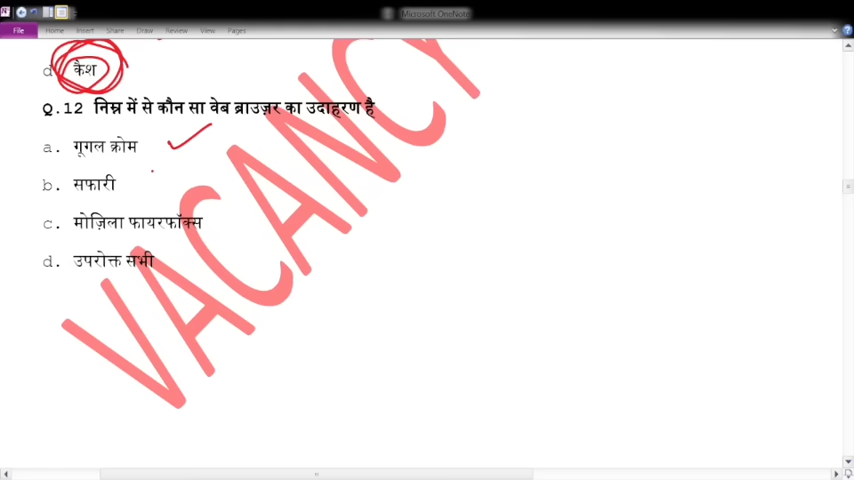 Microsoft OneNote
File Home Insert Share Draw Review View Pages
d कैश
Q.12 निम्न में से कौन सा वेब ब्राउज़र का उदाहरण है
a. गूगल क्रोम
b. सफारी
c. मोज़िला फायरफॉक्स
d. उपरोक्त सभी
VACANCY